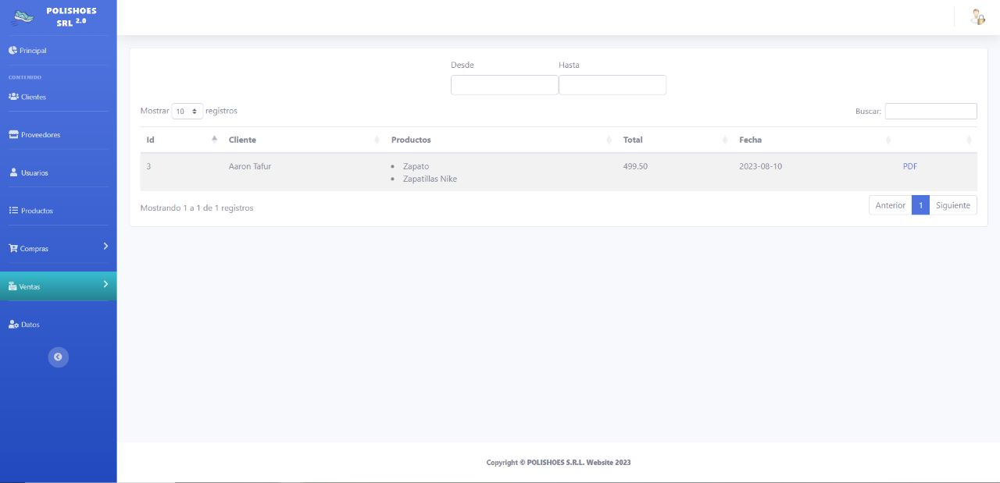 POLISHOES
SRL 2.0
Principal
CONTENIDO
Clientes
Proveedores
Usuarios
Productos
Compras
Ventas
Datos
Desde Hasta
Mostrar 10 registros Buscar:
Id Cliente Productos Total Fecha
3 Aaron Tafur Zapato 499.50 2023-08-10 PDF
Zapatillas Nike
Mostrando 1 a 1 de 1 registros Anterior 1 Siguiente
Copyright © POLISHOES S.R.L. Website 2023